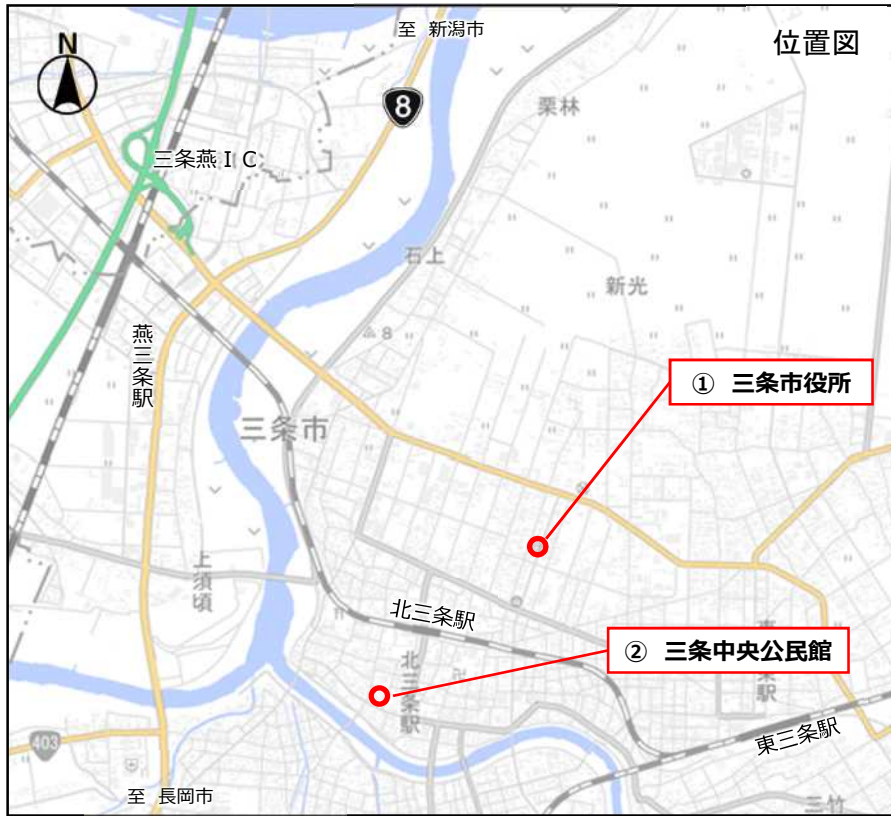 至 新潟市
位置図
N
8
栗林
三条燕ＩＣ
石上
新光
8
燕三条駅
① 三条市役所
三条市
上須頃
北三条駅
② 三条中央公民館
北三条駅
東三条駅
403
至 長岡市
三竹